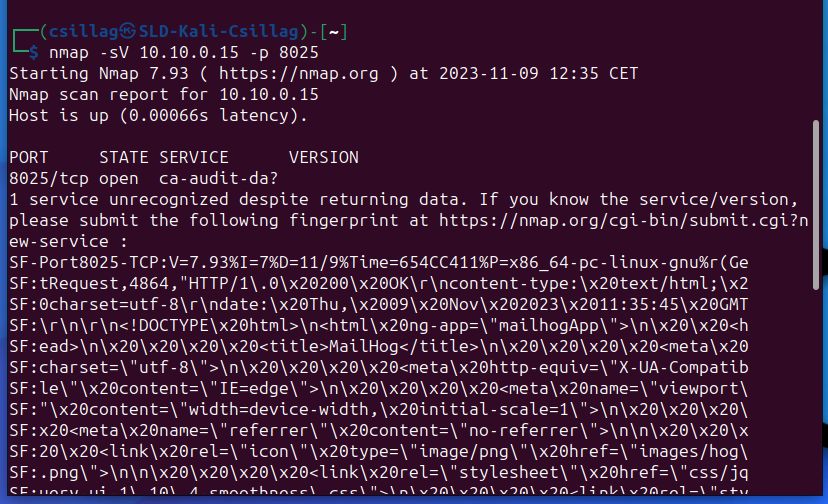 ┌──(csillag㉿SLD-Kali-Csillag)-[~]
└─$ nmap -sV 10.10.0.15 -p 8025
Starting Nmap 7.93 ( https://nmap.org ) at 2023-11-09 12:35 CET
Nmap scan report for 10.10.0.15
Host is up (0.00066s latency).
PORT     STATE SERVICE      VERSION
8025/tcp open  ca-audit-da?
1 service unrecognized despite returning data. If you know the service/version,
please submit the following fingerprint at https://nmap.org/cgi-bin/submit.cgi?n
ew-service :
SF-Port8025-TCP:V=7.93%I=7%D=11/9%Time=654CC411%P=x86_64-pc-linux-gnu%r(Ge
SF:tRequest,4864,"HTTP/1\.0\x20200\x20OK\r\ncontent-type:\x20text/html;\x2
SF:0charset=utf-8\r\ndate:\x20Thu,\x2009\x20Nov\x202023\x2011:35:45\x20GMT
SF:\r\n\r\n<!DOCTYPE\x20html>\n<html\x20ng-app=\"mailhogApp\">\n\x20\x20<h
SF:ead>\n\x20\x20\x20\x20<title>MailHog</title>\n\x20\x20\x20\x20<meta\x20
SF:charset=\"utf-8\">\n\x20\x20\x20\x20<meta\x20http-equiv=\"X-UA-Compatib
SF:le\"\x20content=\"IE=edge\">\n\x20\x20\x20\x20<meta\x20name=\"viewport\
SF:"\x20content=\"width=device-width,\x20initial-scale=1\">\n\x20\x20\x20\
SF:x20<meta\x20name=\"referrer\"\x20content=\"no-referrer\">\n\n\x20\x20\x
SF:20\x20<link\x20rel=\"icon\"\x20type=\"image/png\"\x20href=\"images/hog\
SF:.png\">\n\n\x20\x20\x20\x20<link\x20rel=\"stylesheet\"\x20href=\"css/jq
SF:uery-ui-1\.10\.4-smoothness\.css\">\n\x20\x20\x20\x20<link\x20rel=\"sty